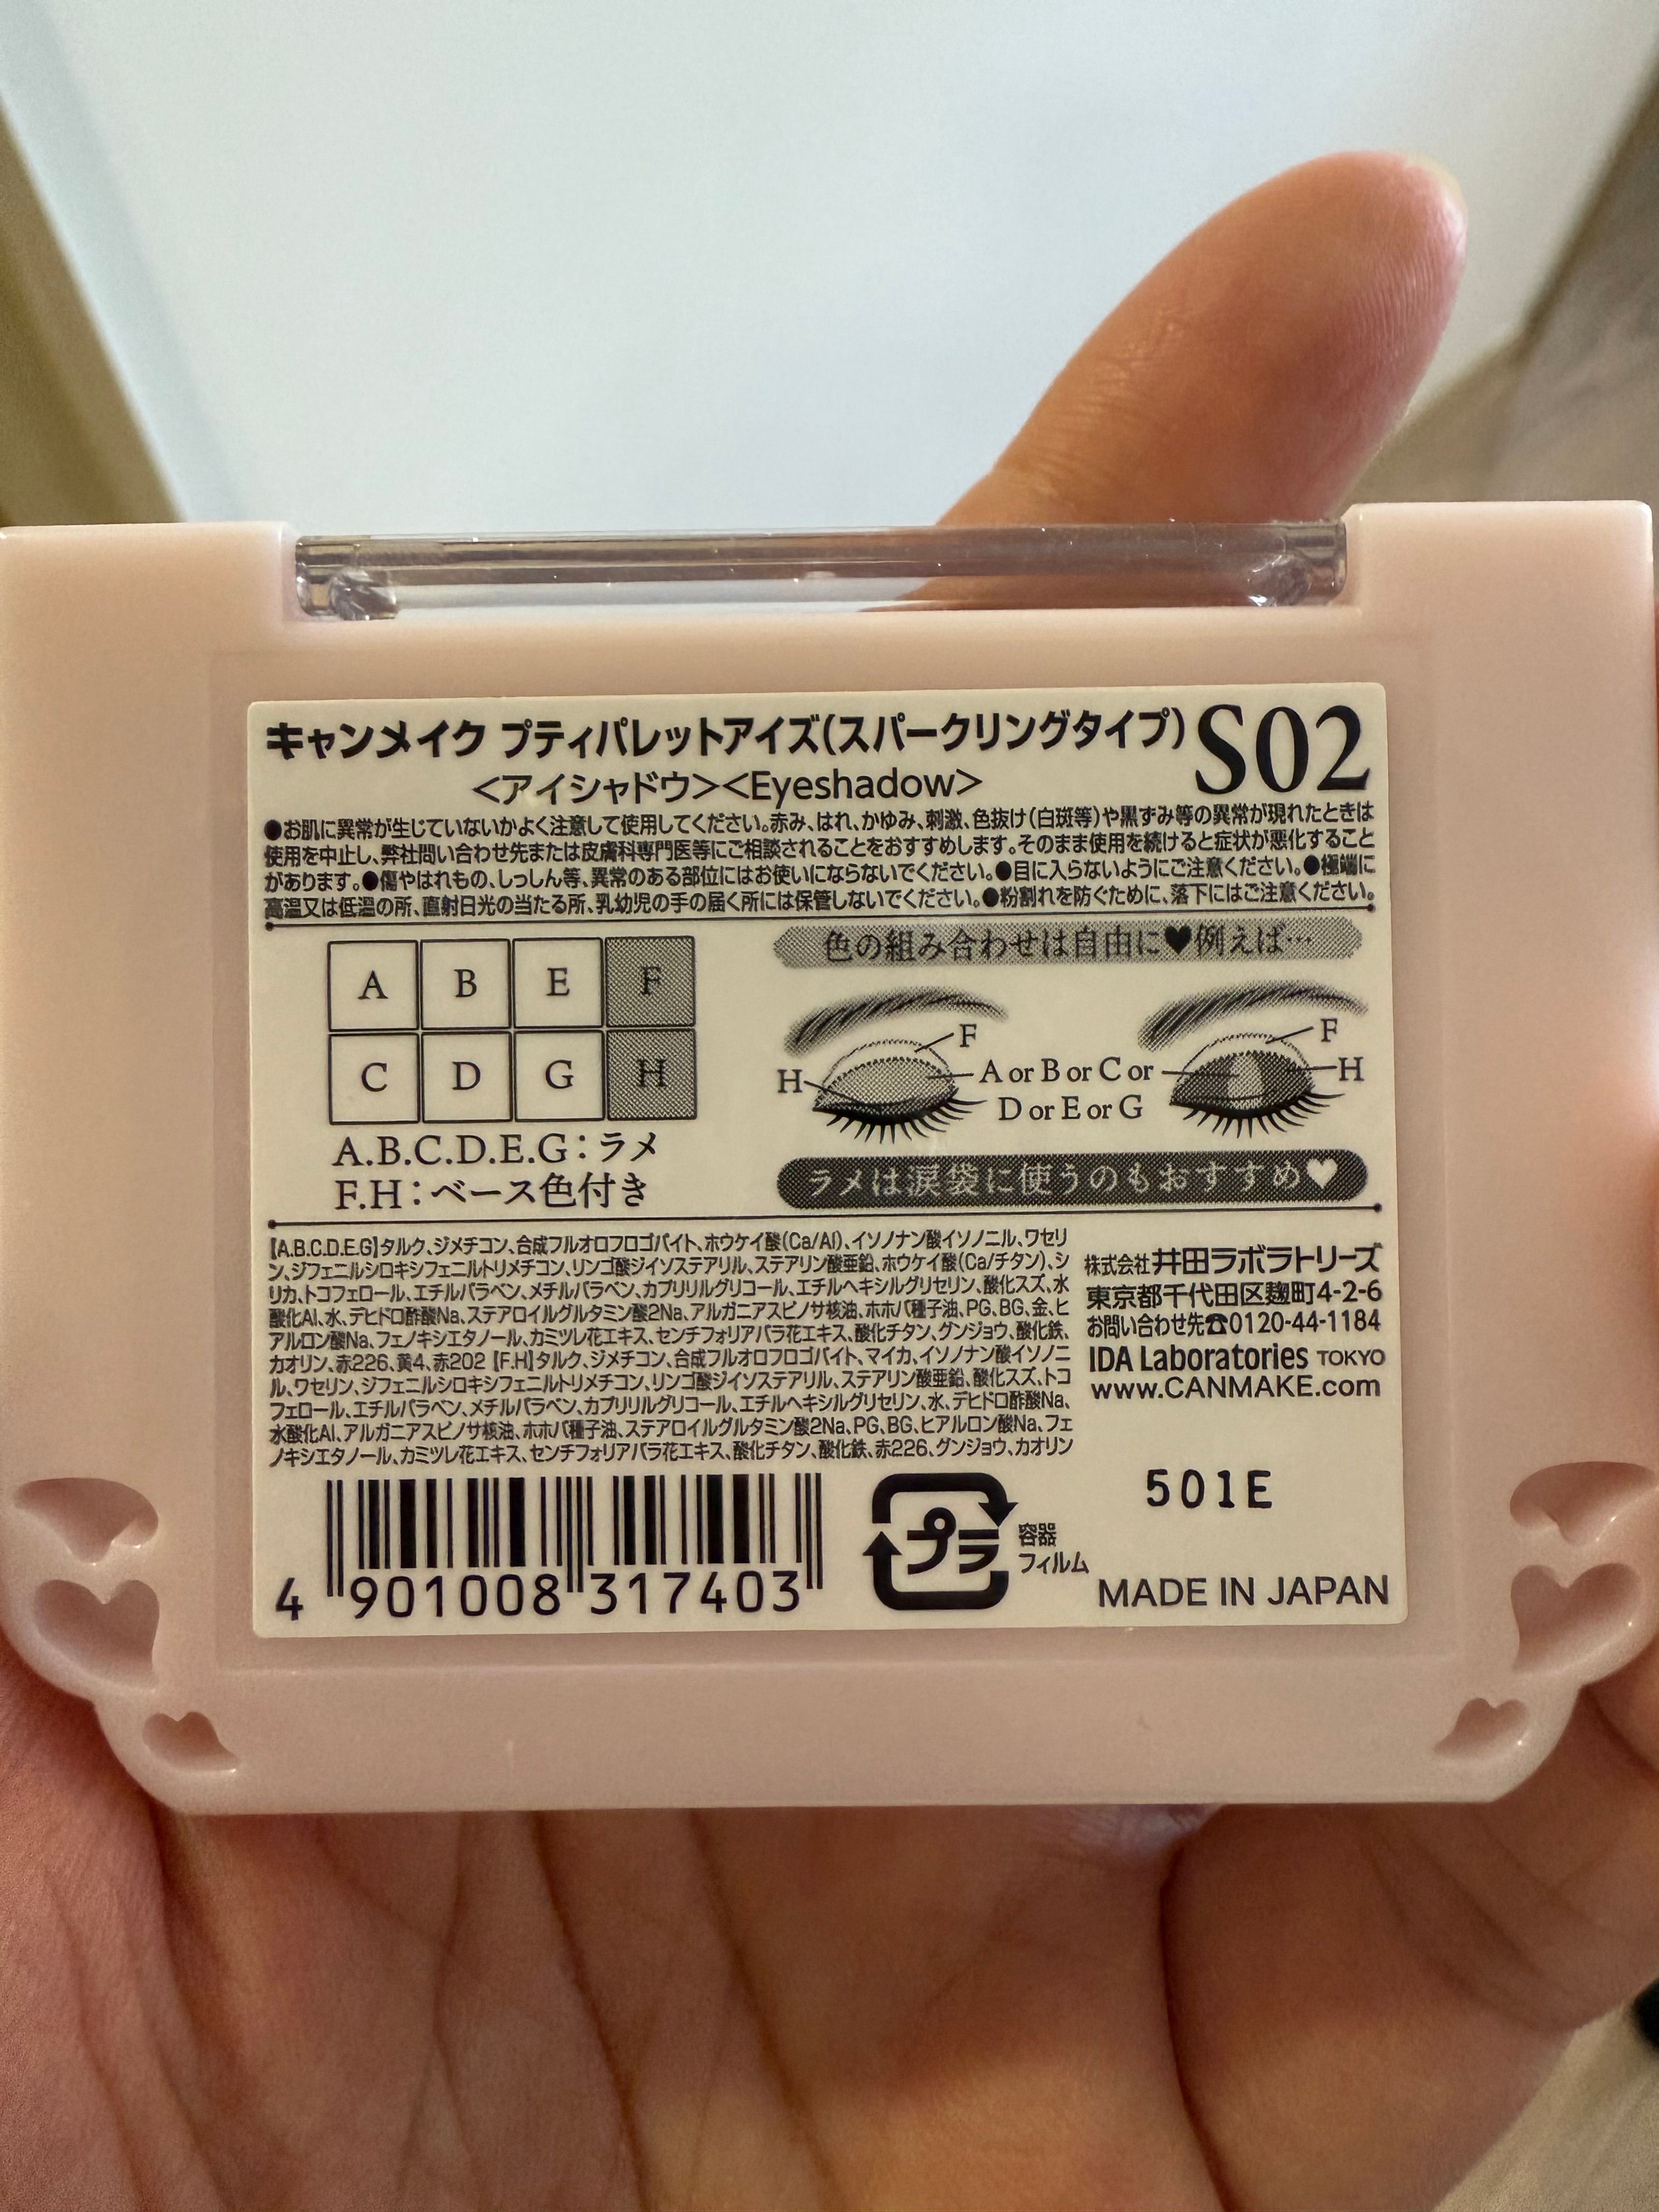 キャンメイク プティパレットアイズ(スパークリングタイプ) S02
<アイシャドウ><Eyeshadow>
●お肌に異常が生じていないかよく注意して使用してください。赤み、はれ、かゆみ、刺激、色抜け(白斑等)や黒ずみ等の異常が現れたときは
使用を中止し、弊社問い合わせ先または皮膚科専門医等にご相談されることをおすすめします。そのまま使用を続けると症状が悪化すること
があります。●傷やはれもの、しっしん等、異常のある部位にはお使いにならないでください。●目に入らないようにご注意ください。●極端に
高温又は低温の所、直射日光の当たる所、乳幼児の手の届く所には保管しないでください。●粉割れを防ぐために、落下にはご注意ください。
A B E F
C D G H
A.B.C.D.E.G:ラメ
F.H:ベース色付き
色の組み合わせは自由に♥例えば…
F
H
A or B or C or
D or E or G
F
H
ラメは涙袋に使うのもおすすめ♥
【A.B.C.D.E.G】タルク、ジメチコン、合成フルオロフロゴパイト、ホウケイ酸(Ca/Al)、イソノナン酸イソノニル、ワセリ
ン、ジフェニルシロキシフェニルトリメチコン、リンゴ酸ジイソステアリル、ステアリン酸亜鉛、ホウケイ酸(Ca/チタン)、シ
リカ、トコフェロール、エチルパラベン、メチルパラベン、カプリリルグリコール、エチルヘキシルグリセリン、酸化スズ、水
酸化Al、水、デヒドロ酢酸Na、ステアロイルグルタミン酸2Na、アルガニアスピノサ核油、ホホバ種子油、PG、BG、金、ヒ
アルロン酸Na、フェノキシエタノール、カミツレ花エキス、センチフォリアバラ花エキス、酸化チタン、グンジョウ、酸化鉄、
カオリン、赤226、黄4、赤202 【F.H】タルク、ジメチコン、合成フルオロフロゴパイト、マイカ、イソノナン酸イソノニ
ル、ワセリン、ジフェニルシロキシフェニルトリメチコン、リンゴ酸ジイソステアリル、ステアリン酸亜鉛、酸化スズ、トコ
フェロール、エチルパラベン、メチルパラベン、カプリリルグリコール、エチルヘキシルグリセリン、水、デヒドロ酢酸Na、
水酸化Al、アルガニアスピノサ核油、ホホバ種子油、ステアロイルグルタミン酸2Na、PG、BG、ヒアルロン酸Na、フェ
ノキシエタノール、カミツレ花エキス、センチフォリアバラ花エキス、酸化チタン、酸化鉄、赤226、グンジョウ、カオリン
株式会社井田ラボラトリーズ
東京都千代田区麹町4-2-6
お問い合わせ先☎0120-44-1184
IDA Laboratories TOKYO
www.CANMAKE.com
4 901008 317403
プラ
容器
フィルム
501E
MADE IN JAPAN